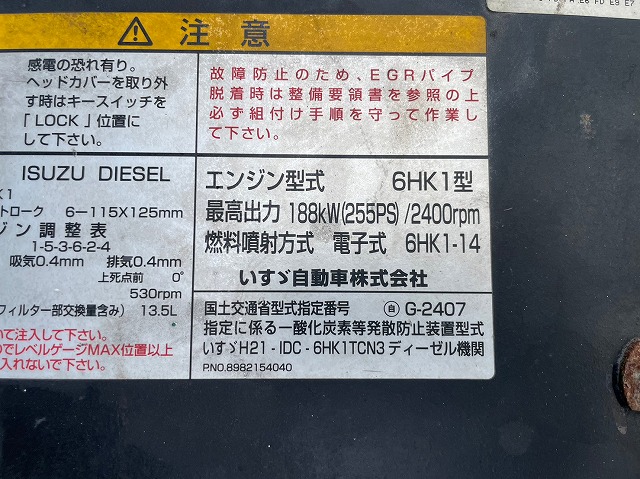 注意
感電の恐れ有り。
ヘッドカバーを取り外
す時はキースイッチを
「LOCK」位置に
して下さい。
故障防止のため、EGRパイプ
脱着時は整備要領書を参照の上
必ず組付け手順を守って作業し
て下さい。
ISUZU DIESEL
K1
トローク 6-115X125mm
ジン調整表
1-5-3-6-2-4
吸気0.4mm 排気0.4mm
上死点前 0°
530rpm
フィルター部交換量含み) 13.5L
いて注入して下さい。
のでレベルゲージMAX位置以上
入れないで下さい。
エンジン型式 6HK1型
最高出力 188kW(255PS)/2400rpm
燃料噴射方式 電子式 6HK1-14
いすゞ自動車株式会社
国土交通省型式指定番号 自 G-2407
指定に係る一酸化炭素等発散防止装置型式
いすゞH21-IDC-6HK1TCN3ディーゼル機関
P.NO.8982154040